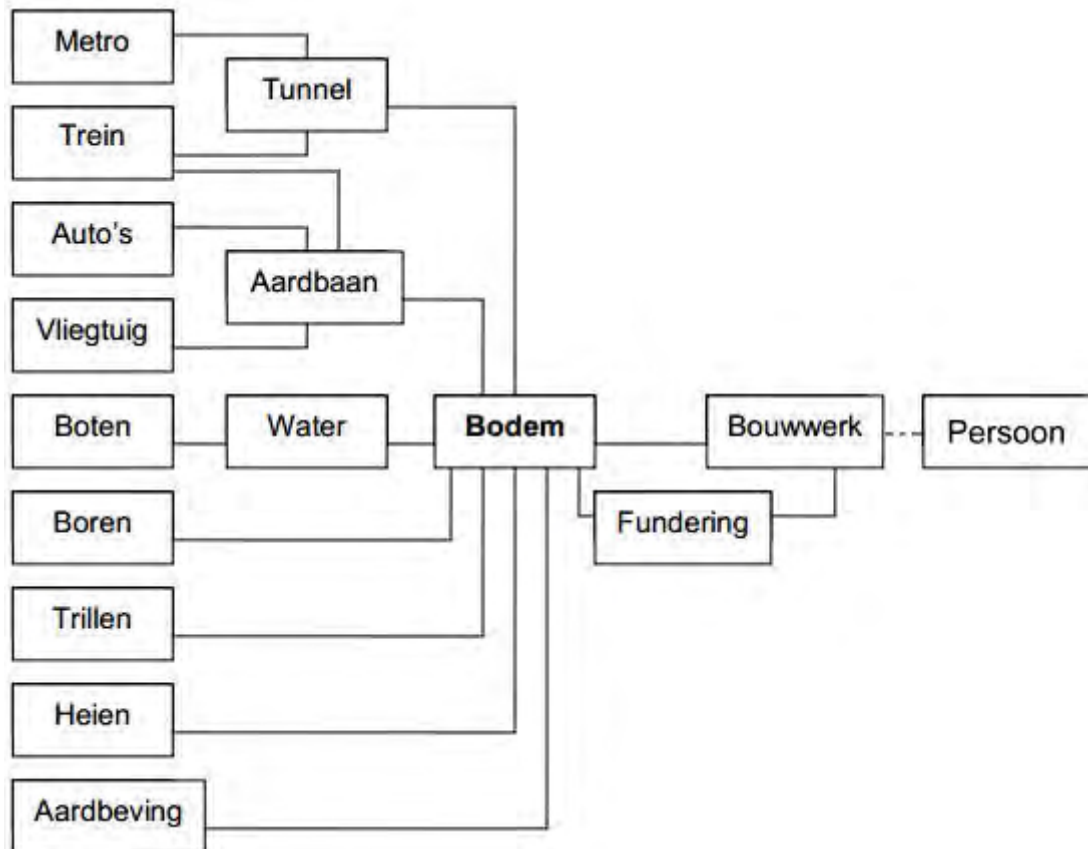 Metro
Tunnel
Trein
Auto's
Aardbaan
Vliegtuig
Boten
Water
Bodem
Bouwwerk
Persoon
Boren
Fundering
Trillen
Heien
Aardbeving